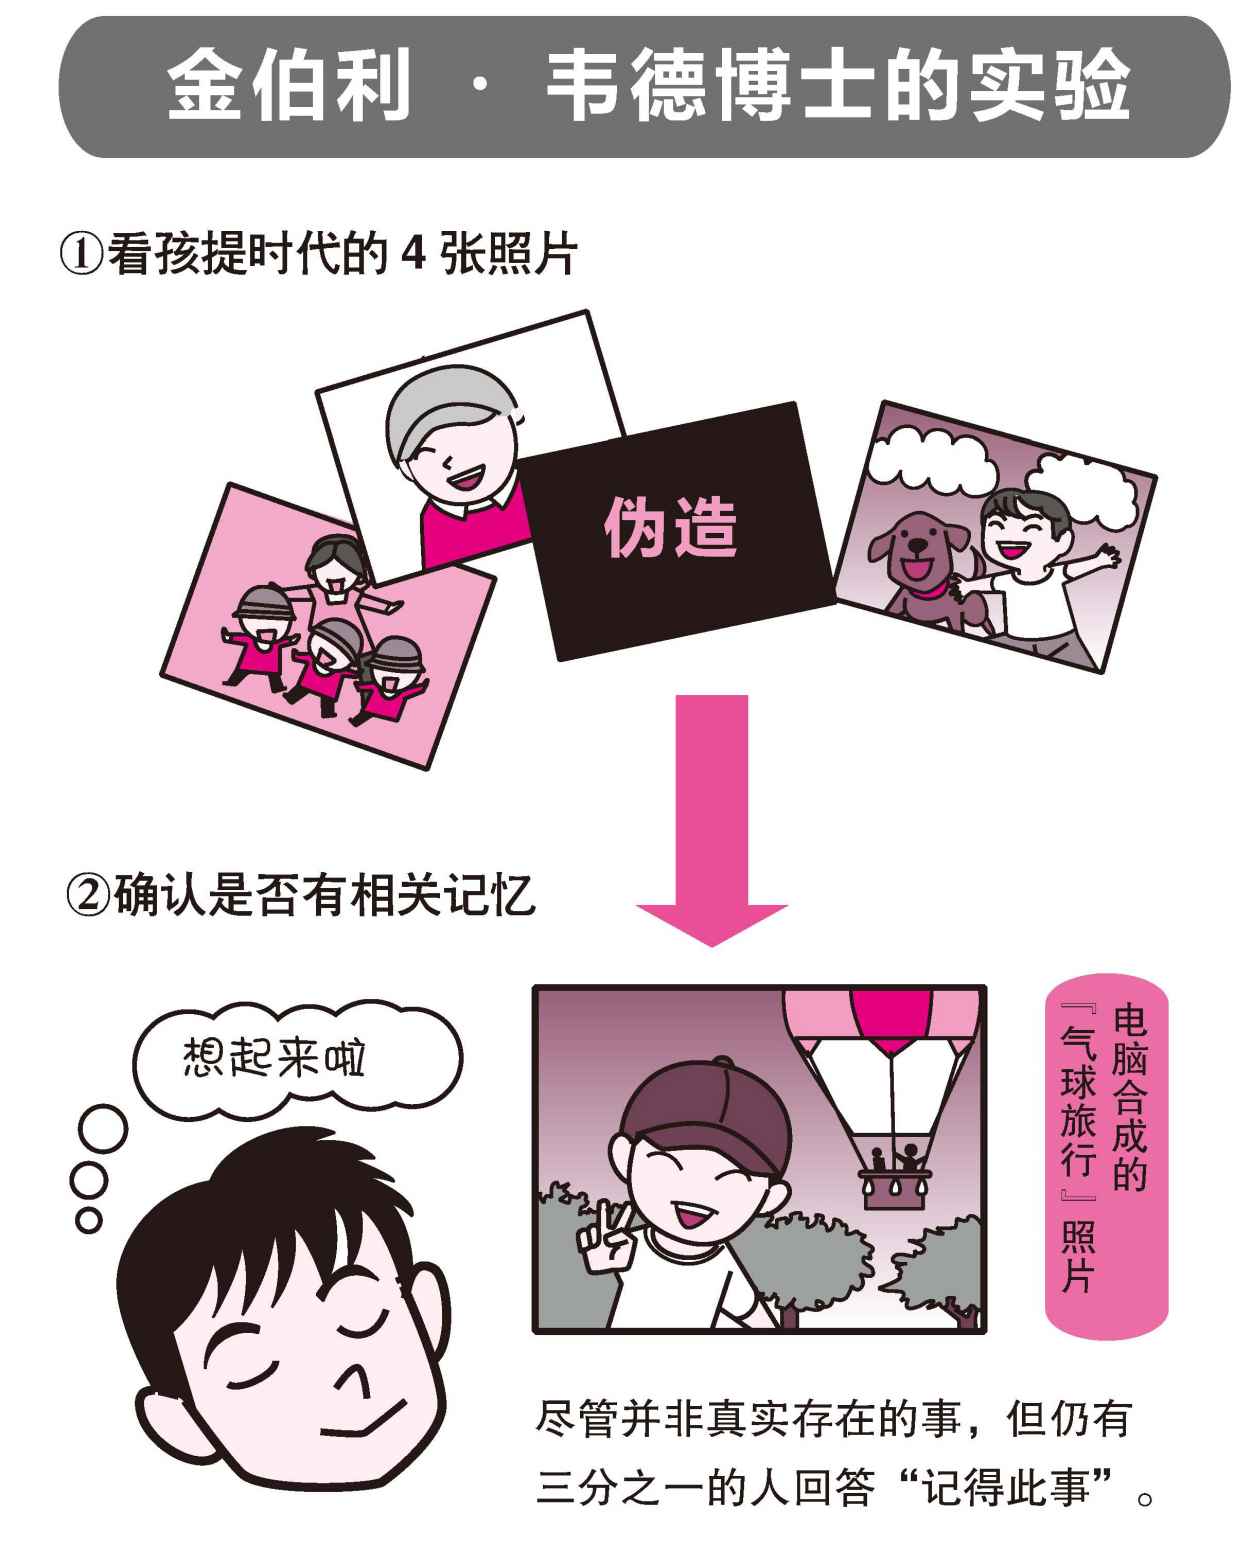 金伯利 · 韦德博士的实验
①看孩提时代的 4 张照片
伪造
②确认是否有相关记忆
想起来啦
电脑合成的
『气球旅行』照片
尽管并非真实存在的事，但仍有
三分之一的人回答“记得此事”。